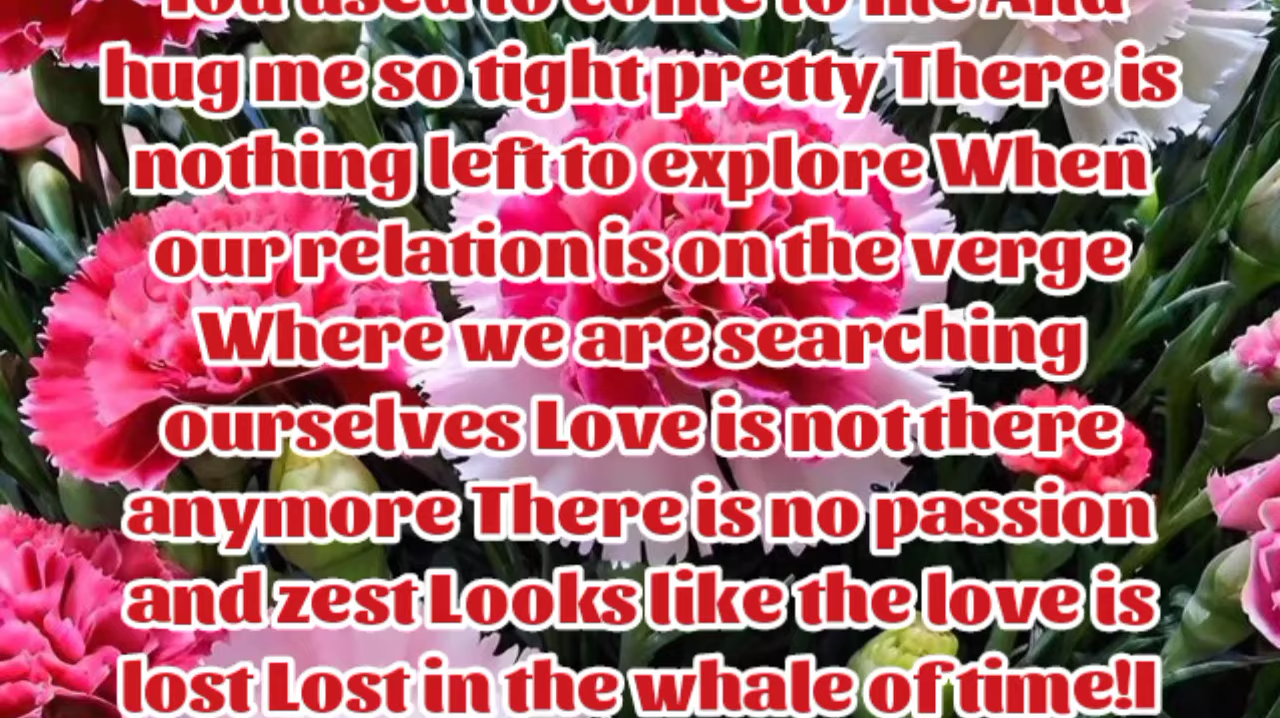 You used to come to me And
hug me so tight pretty There is
nothing left to explore When
our relation is on the verge
Where we are searching
ourselves Love is not there
anymore There is no passion
and zest Looks like the love is
lost Lost in the whale of time!I